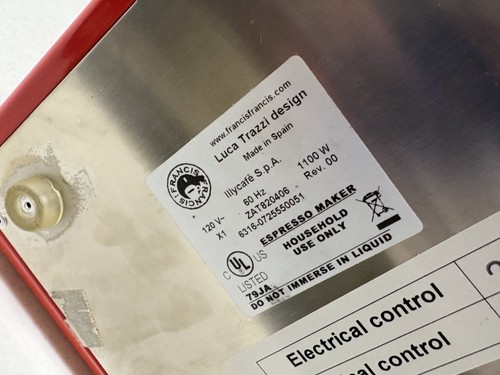 www.francisfrancis.com
Luca Trazzi design
Made in Spain
FRANCIS! FRANCIS!
illycafè S.p.A.
120 V~ 60 Hz 1100 W
X1 ZAT820406 Rev. 00
6316-0725550051
ESPRESSO MAKER
HOUSEHOLD
USE ONLY
C UL US
LISTED
79JA
DO NOT IMMERSE IN LIQUID
Electrical control
control